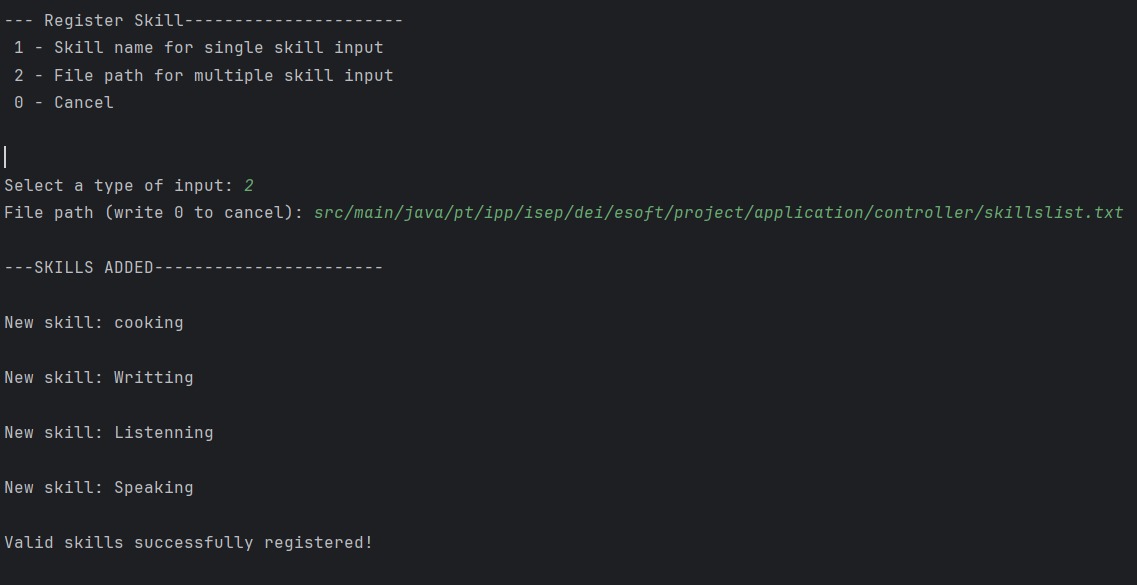 --- Register Skill----------------------
1 - Skill name for single skill input
2 - File path for multiple skill input
0 - Cancel
Select a type of input: 2
File path (write 0 to cancel): src/main/java/pt/ipp/isep/dei/esoft/project/application/controller/skillslist.txt
---SKILLS ADDED-----------------------
New skill: cooking
New skill: Writting
New skill: Listenning
New skill: Speaking
Valid skills successfully registered!